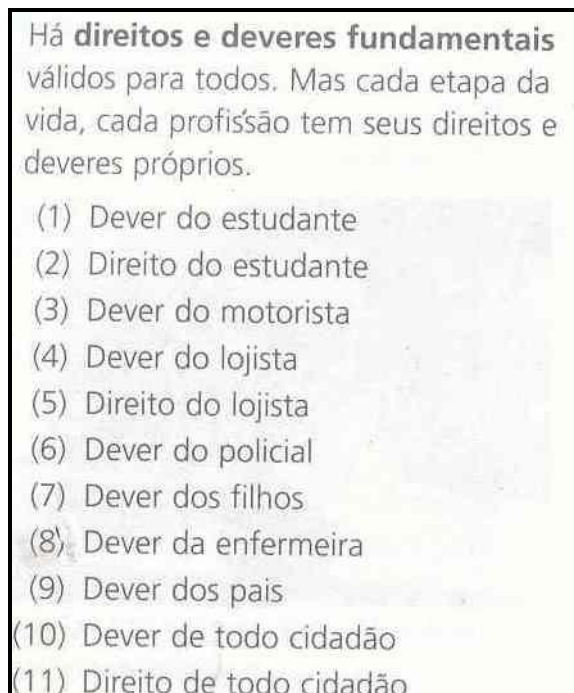 Há direitos e deveres fundamentais
válidos para todos. Mas cada etapa da
vida, cada profissão tem seus direitos e
deveres próprios.
(1) Dever do estudante
(2) Direito do estudante
(3) Dever do motorista
(4) Dever do lojista
(5) Direito do lojista
(6) Dever do policial
(7) Dever dos filhos
(8) Dever da enfermeira
(9) Dever dos pais
(10) Dever de todo cidadão
(11) Direito de todo cidadão